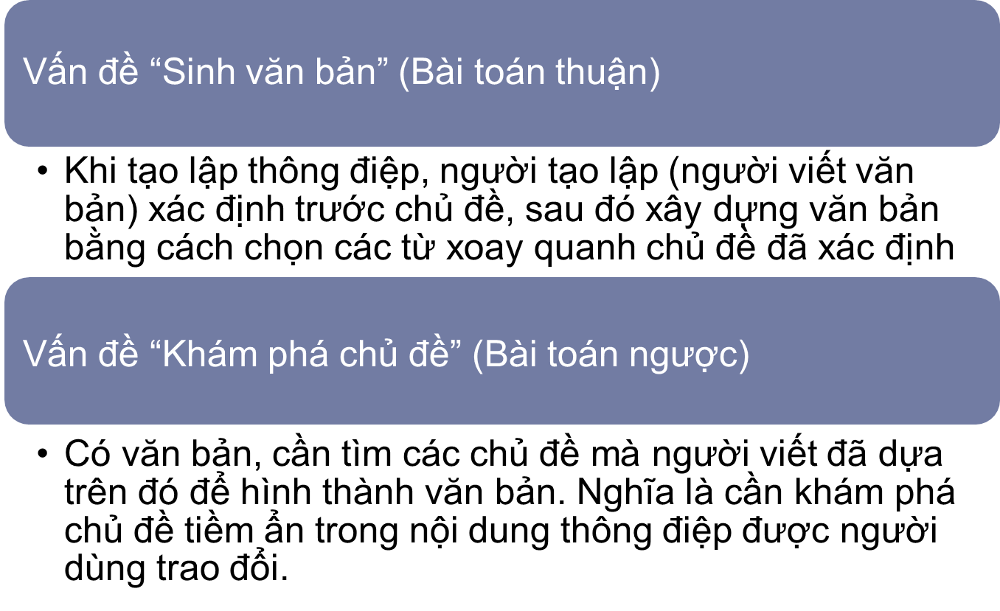 Vấn đề “Sinh văn bản” (Bài toán thuận)
• Khi tạo lập thông điệp, người tạo lập (người viết văn
bản) xác định trước chủ đề, sau đó xây dựng văn bản
bằng cách chọn các từ xoay quanh chủ đề đã xác định
Vấn đề “Khám phá chủ đề” (Bài toán ngược)
• Có văn bản, cần tìm các chủ đề mà người viết đã dựa
trên đó để hình thành văn bản. Nghĩa là cần khám phá
chủ đề tiềm ẩn trong nội dung thông điệp được người
dùng trao đổi.